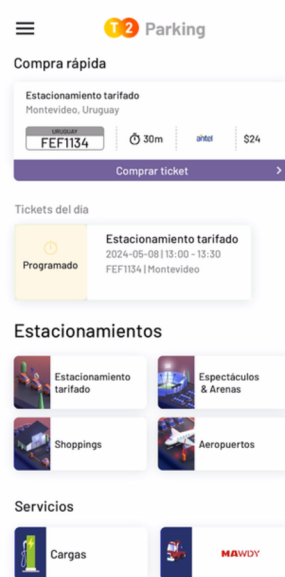 T2 Parking
Compra rápida
Estacionamiento tarifado
Montevideo, Uruguay
URUGUAY
FEF1134
30m
antel
$24
Comprar ticket
Tickets del día
Programado
Estacionamiento tarifado
2024-05-08 | 13:00 - 13:30
FEF1134 | Montevideo
Estacionamientos
Estacionamiento
tarifado
Espectáculos
& Arenas
Shoppings
Aeropuertos
Servicios
Cargas
MAWDY